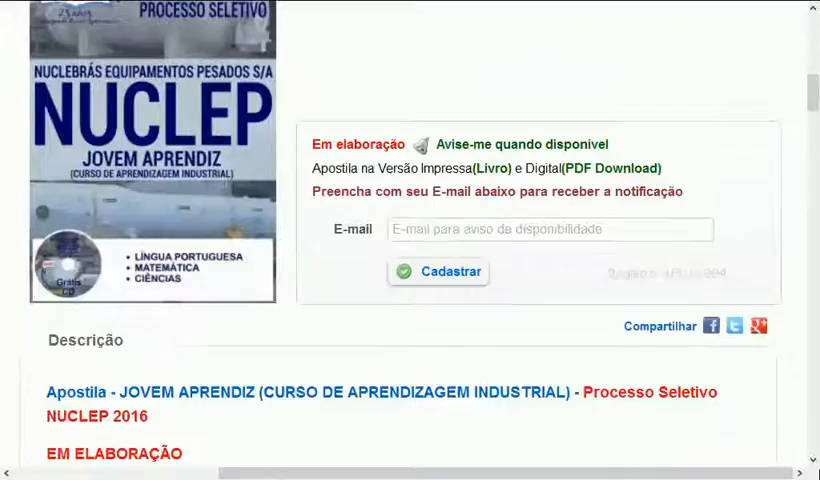 25 anos
PROCESSO SELETIVO
NUCLEBRÁS EQUIPAMENTOS PESADOS S/A
NUCLEP
JOVEM APRENDIZ
(CURSO DE APRENDIZAGEM INDUSTRIAL)
• LÍNGUA PORTUGUESA
• MATEMÁTICA
• CIÊNCIAS
Grátis
CD
Em elaboração Avise-me quando disponível
Apostila na Versão Impressa(Livro) e Digital(PDF Download)
Preencha com seu E-mail abaixo para receber a notificação
E-mail E-mail para aviso de disponibilidade
Cadastrar
Compartilhar
Descrição
Apostila - JOVEM APRENDIZ (CURSO DE APRENDIZAGEM INDUSTRIAL) - Processo Seletivo
NUCLEP 2016
EM ELABORAÇÃO